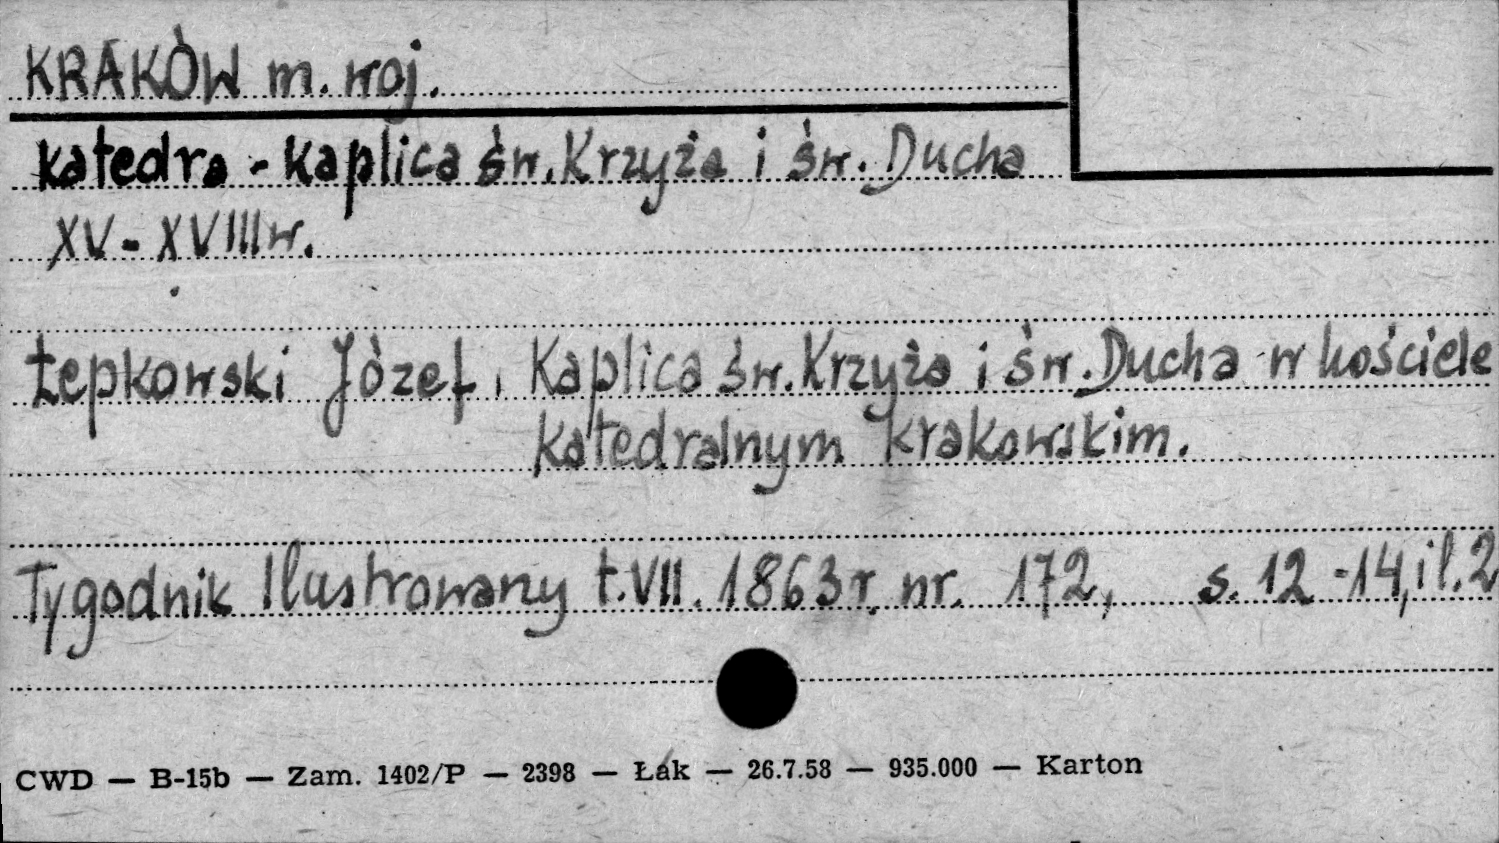 KRAKÓW m. woj.
Katedra - Kaplica św. Krzyża i św. Ducha
XV - XVIII w.
Łepkowski Józef, Kaplica św. Krzyża i św. Ducha w kościele
katedralnym krakowskim.
Tygodnik Ilustrowany t. VII. 1863 r. nr. 172, s. 12 - 14, il. 2
CWD — B-15b — Zam. 1402/P — 2398 — Łak — 26.7.58 — 935.000 — Karton